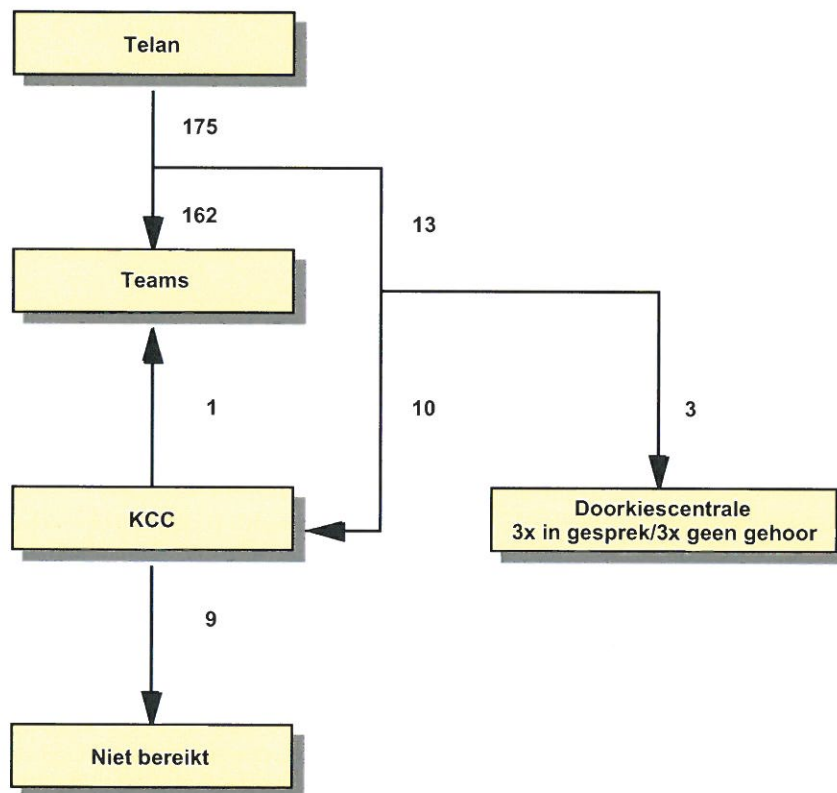 Telan
175
162
13
Teams
1
10
3
KCC
Doorkiescentrale
3x in gesprek/3x geen gehoor
9
Niet bereikt